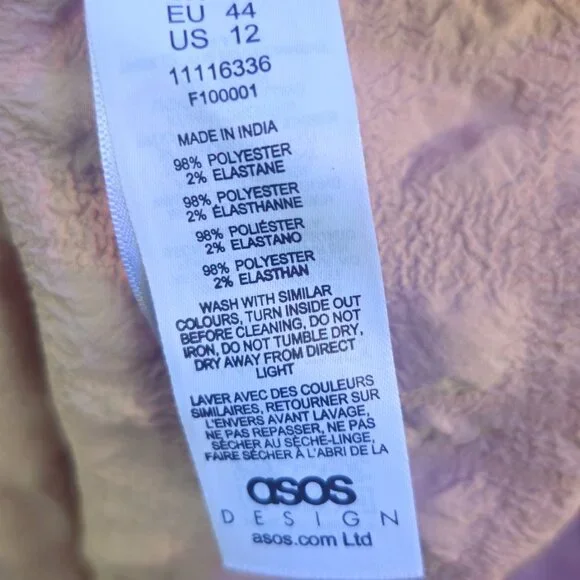 EU 44
US 12
11116336
F100001
MADE IN INDIA
98% POLYESTER
2% ELASTANE
98% POLYESTER
2% ÉLASTHANNE
98% POLIÉSTER
2% ELASTANO
98% POLYESTER
2% ELASTHAN
WASH WITH SIMILAR
COLOURS, TURN INSIDE OUT
BEFORE CLEANING, DO NOT
IRON, DO NOT TUMBLE DRY,
DRY AWAY FROM DIRECT
LIGHT
LAVER AVEC DES COULEURS
SIMILAIRES, RETOURNER SUR
L'ENVERS AVANT LAVAGE,
NE PAS REPASSER, NE PAS
SÉCHER AU SÈCHE-LINGE,
FAIRE SÉCHER À L'ABRI DE LA
asos
DESIGN
asos.com Ltd